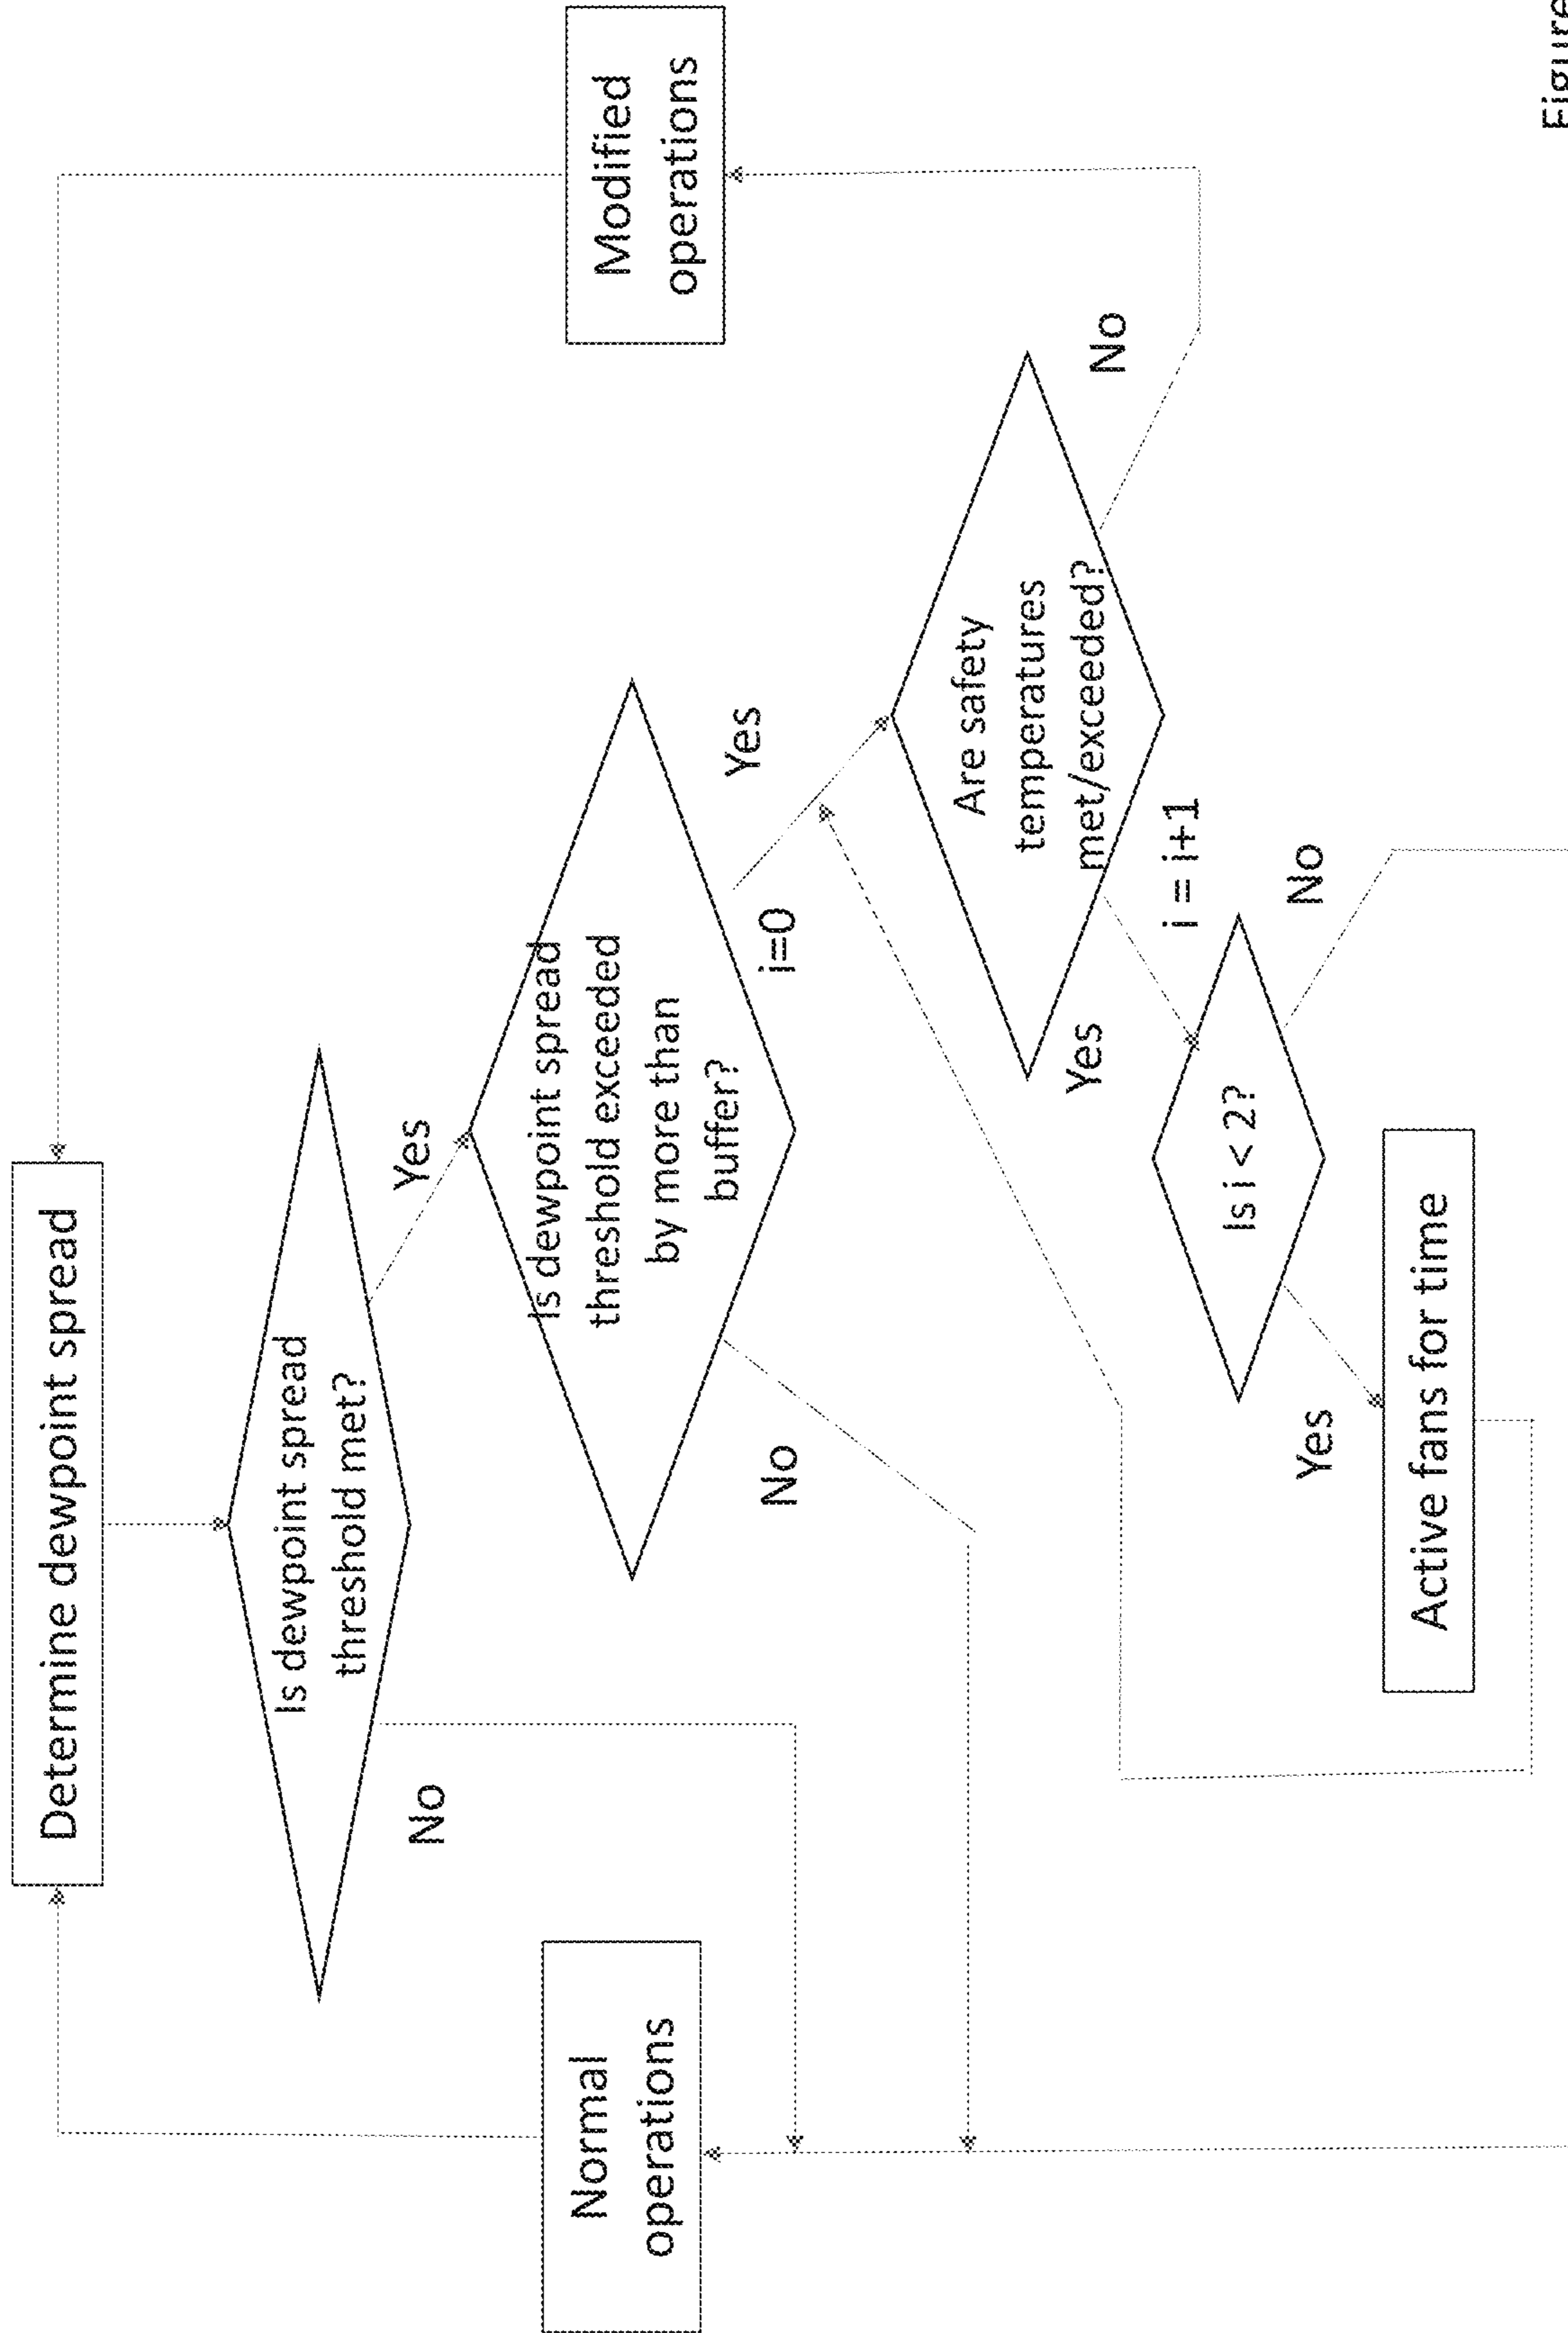 Determine dewpoint spread
Is dewpoint spread
threshold met?
No
Yes
Normal
operations
Is dewpoint spread
threshold exceeded
by more than
buffer?
Modified
operations
No
i=0
Yes
Are safety
temperatures
met/exceeded?
Yes
i = i+1
No
Is i < 2?
Yes
No
Active fans for time
Figure